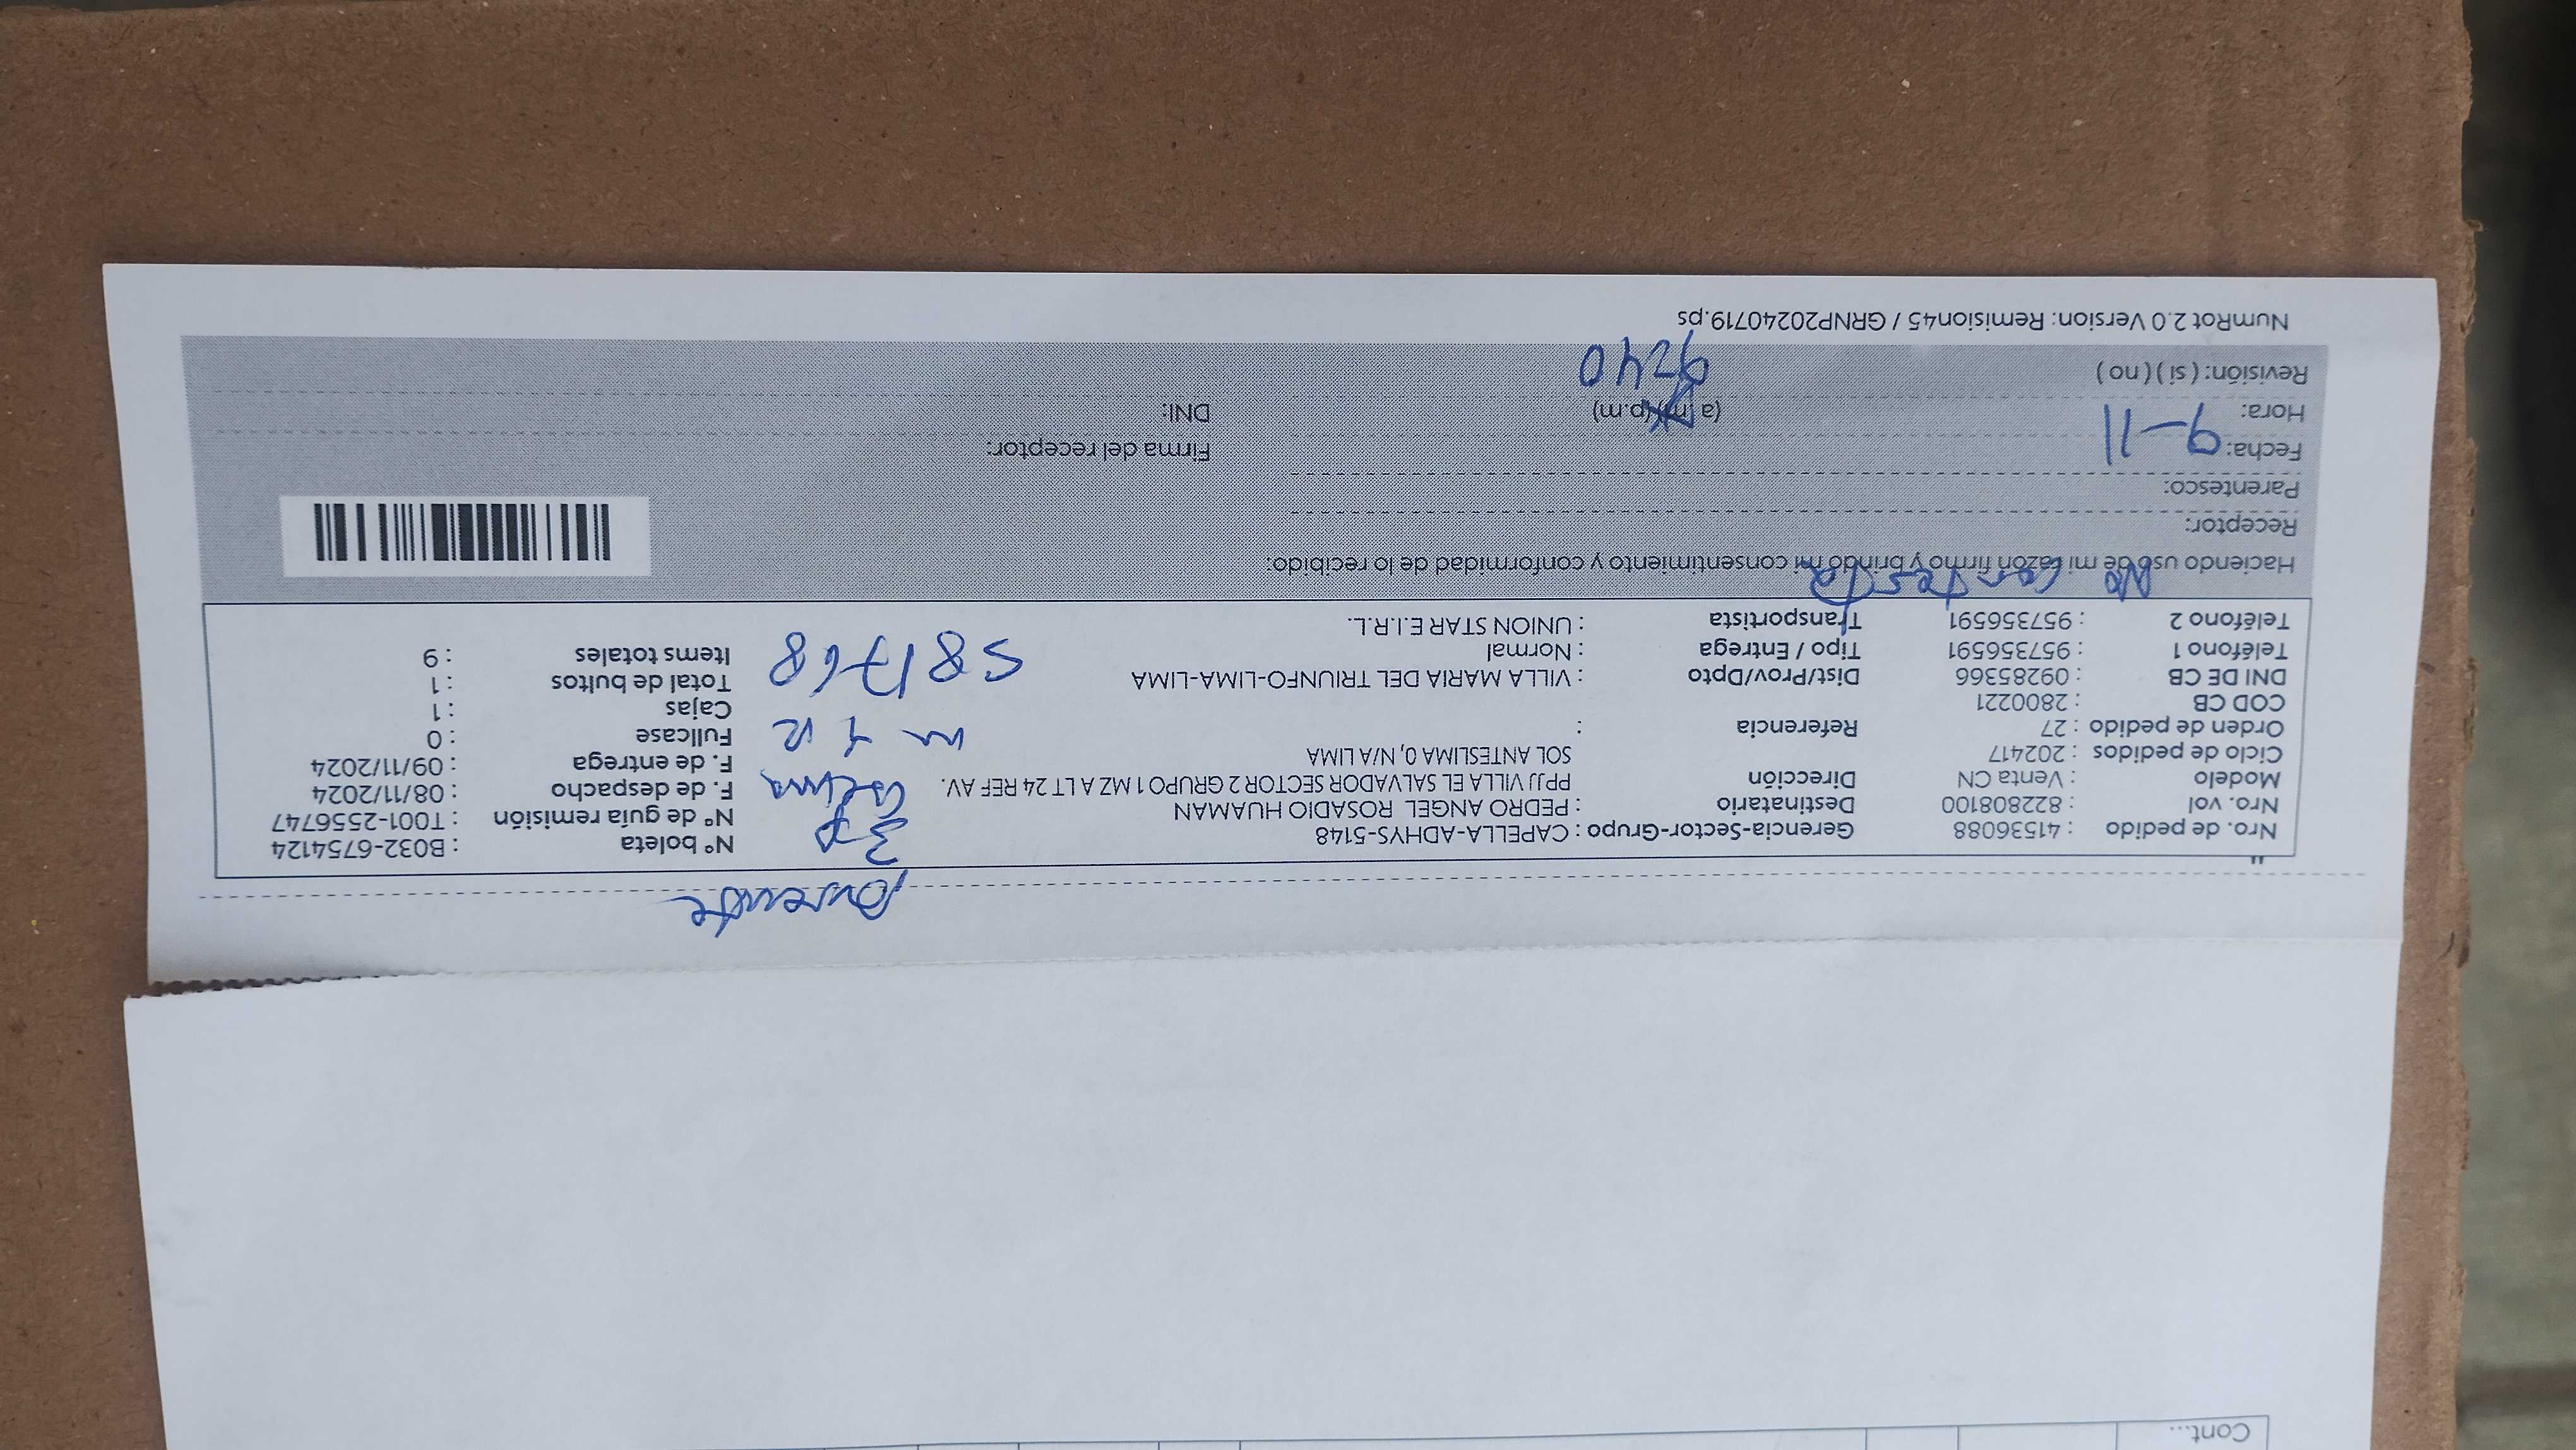 Cont...
ausente
Nro. de pedido : 41536088 Gerencia-Sector-Grupo : CAPELLA-ADHYS-5148 3 P N° boleta : B032-6754124
Nro. vol : 822808100 Destinatario : PEDRO ANGEL ROSADIO HUAMAN N° de guía remisión : T001-2556747
Modelo : Venta CN Dirección PPJJ VILLA EL SALVADOR SECTOR 2 GRUPO 1 MZ A LT 24 REF AV. F. de despacho : 08/11/2024
Ciclo de pedidos : 202417 SOL ANTESLIMA 0, N/A LIMA F. de entrega : 09/11/2024
Orden de pedido : 27 Referencia : Fullcase : 0
COD CB : 2800221 Cajas : 1
DNI DE CB : 09285366 Dist/Prov/Dpto : VILLA MARIA DEL TRIUNFO-LIMA-LIMA Total de bultos : 1
Teléfono 1 : 957356591 Tipo / Entrega : Normal 581768 Items totales : 9
Teléfono 2 : 957356591 Transportista : UNION STAR E.I.R.L.
No contesta
Haciendo uso de mi razón firmo y brindo mi consentimiento y conformidad de lo recibido:
Receptor:
Parentesco:
Fecha: 9-11 Firma del receptor:
Hora: (a.m) (p.m) DNI:
Revisión: ( si ) ( no ) 9240
NumRot 2.0 Version: Remision45 / GRNP20240719.ps